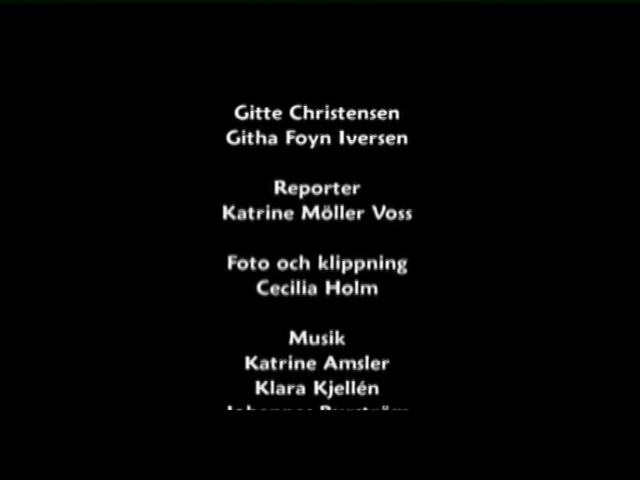 Gitte Christensen
Githa Foyn Iversen
Reporter
Katrine Möller Voss
Foto och klippning
Cecilia Holm
Musik
Katrine Amsler
Klara Kjellén